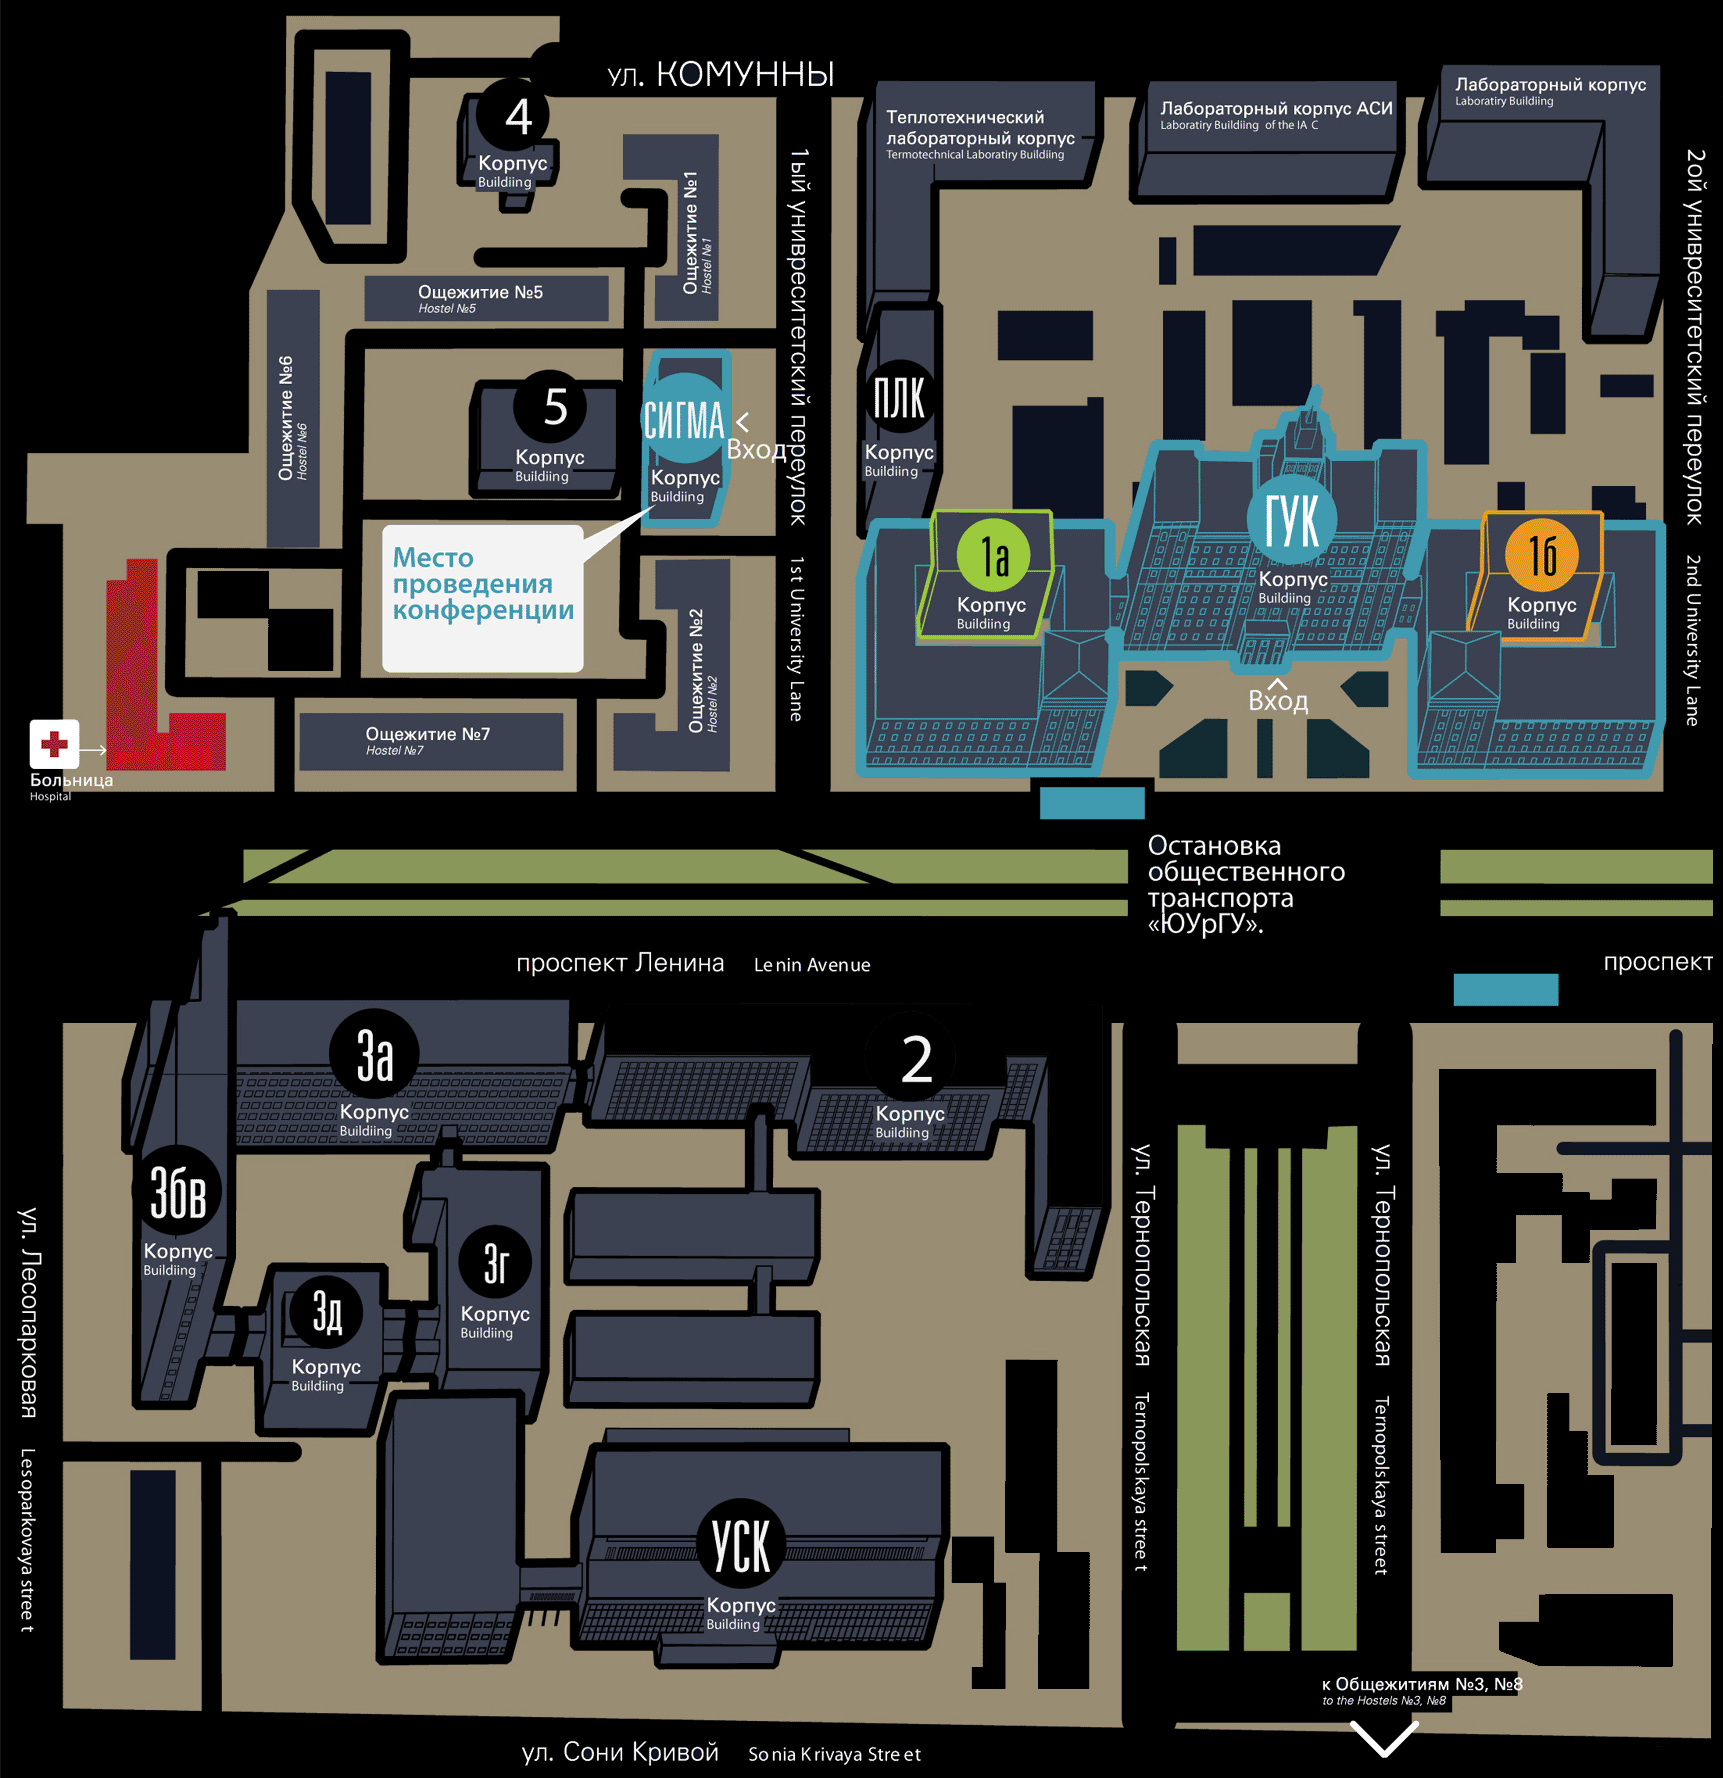 ул. КОМУННЫ
4
Корпус
Buildiing
Ощежитие №1
Hostel №1
Ощежитие №5
Hostel №5
Ощежитие №6
Hostel №6
5
Корпус
Buildiing
СИГМА
Корпус
Buildiing
Вход
Место
проведения
конференции
Ощежитие №2
Hostel №2
Ощежитие №7
Hostel №7
Больница
Hospital
1ый унивреситетский переулок
1st University Lane
Теплотехнический
лабораторный корпус
Termotechnical Laboratiry Buildiing
Лабораторный корпус АСИ
Laboratiry Buildiing of the IA C
Лабораторный корпус
Laboratiry Buildiing
2ой унивреситетский переулок
2nd University Lane
ПЛК
Корпус
Buildiing
1а
Корпус
Buildiing
ГУК
Корпус
Buildiing
Вход
1б
Корпус
Buildiing
Остановка
общественного
транспорта
«ЮУрГУ».
проспект Ленина Lenin Avenue
проспект
3а
Корпус
Buildiing
2
Корпус
Buildiing
3бв
Корпус
Buildiing
3г
Корпус
Buildiing
3д
Корпус
Buildiing
УСК
Корпус
Buildiing
ул. Лесопарковая
Lesoparkovaya street
ул. Тернопольская
Ternopolskaya street
ул. Тернопольская
Ternopolskaya street
к Общежитиям №3, №8
to the Hostels №3, №8
ул. Сони Кривой Sonia Krivaya Street